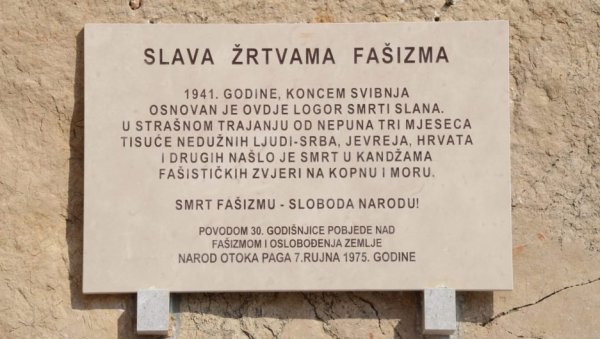 SLAVA ŽRTVAMA FAŠIZMA
1941. GODINE, KONCEM SVIBNJA
OSNOVAN JE OVDJE LOGOR SMRTI SLANA.
U STRAŠNOM TRAJANJU OD NEPUNA TRI MJESECA
TISUĆE NEDUŽNIH LJUDI-SRBA, JEVREJA, HRVATA
I DRUGIH NAŠLO JE SMRT U KANDŽAMA
FAŠISTIČKIH ZVJERI NA KOPNU I MORU.
SMRT FAŠIZMU - SLOBODA NARODU!
POVODOM 30. GODIŠNJICE POBJEDE NAD
FAŠIZMOM I OSLOBOĐENJA ZEMLJE
NAROD OTOKA PAGA 7.RUJNA 1975. GODINE